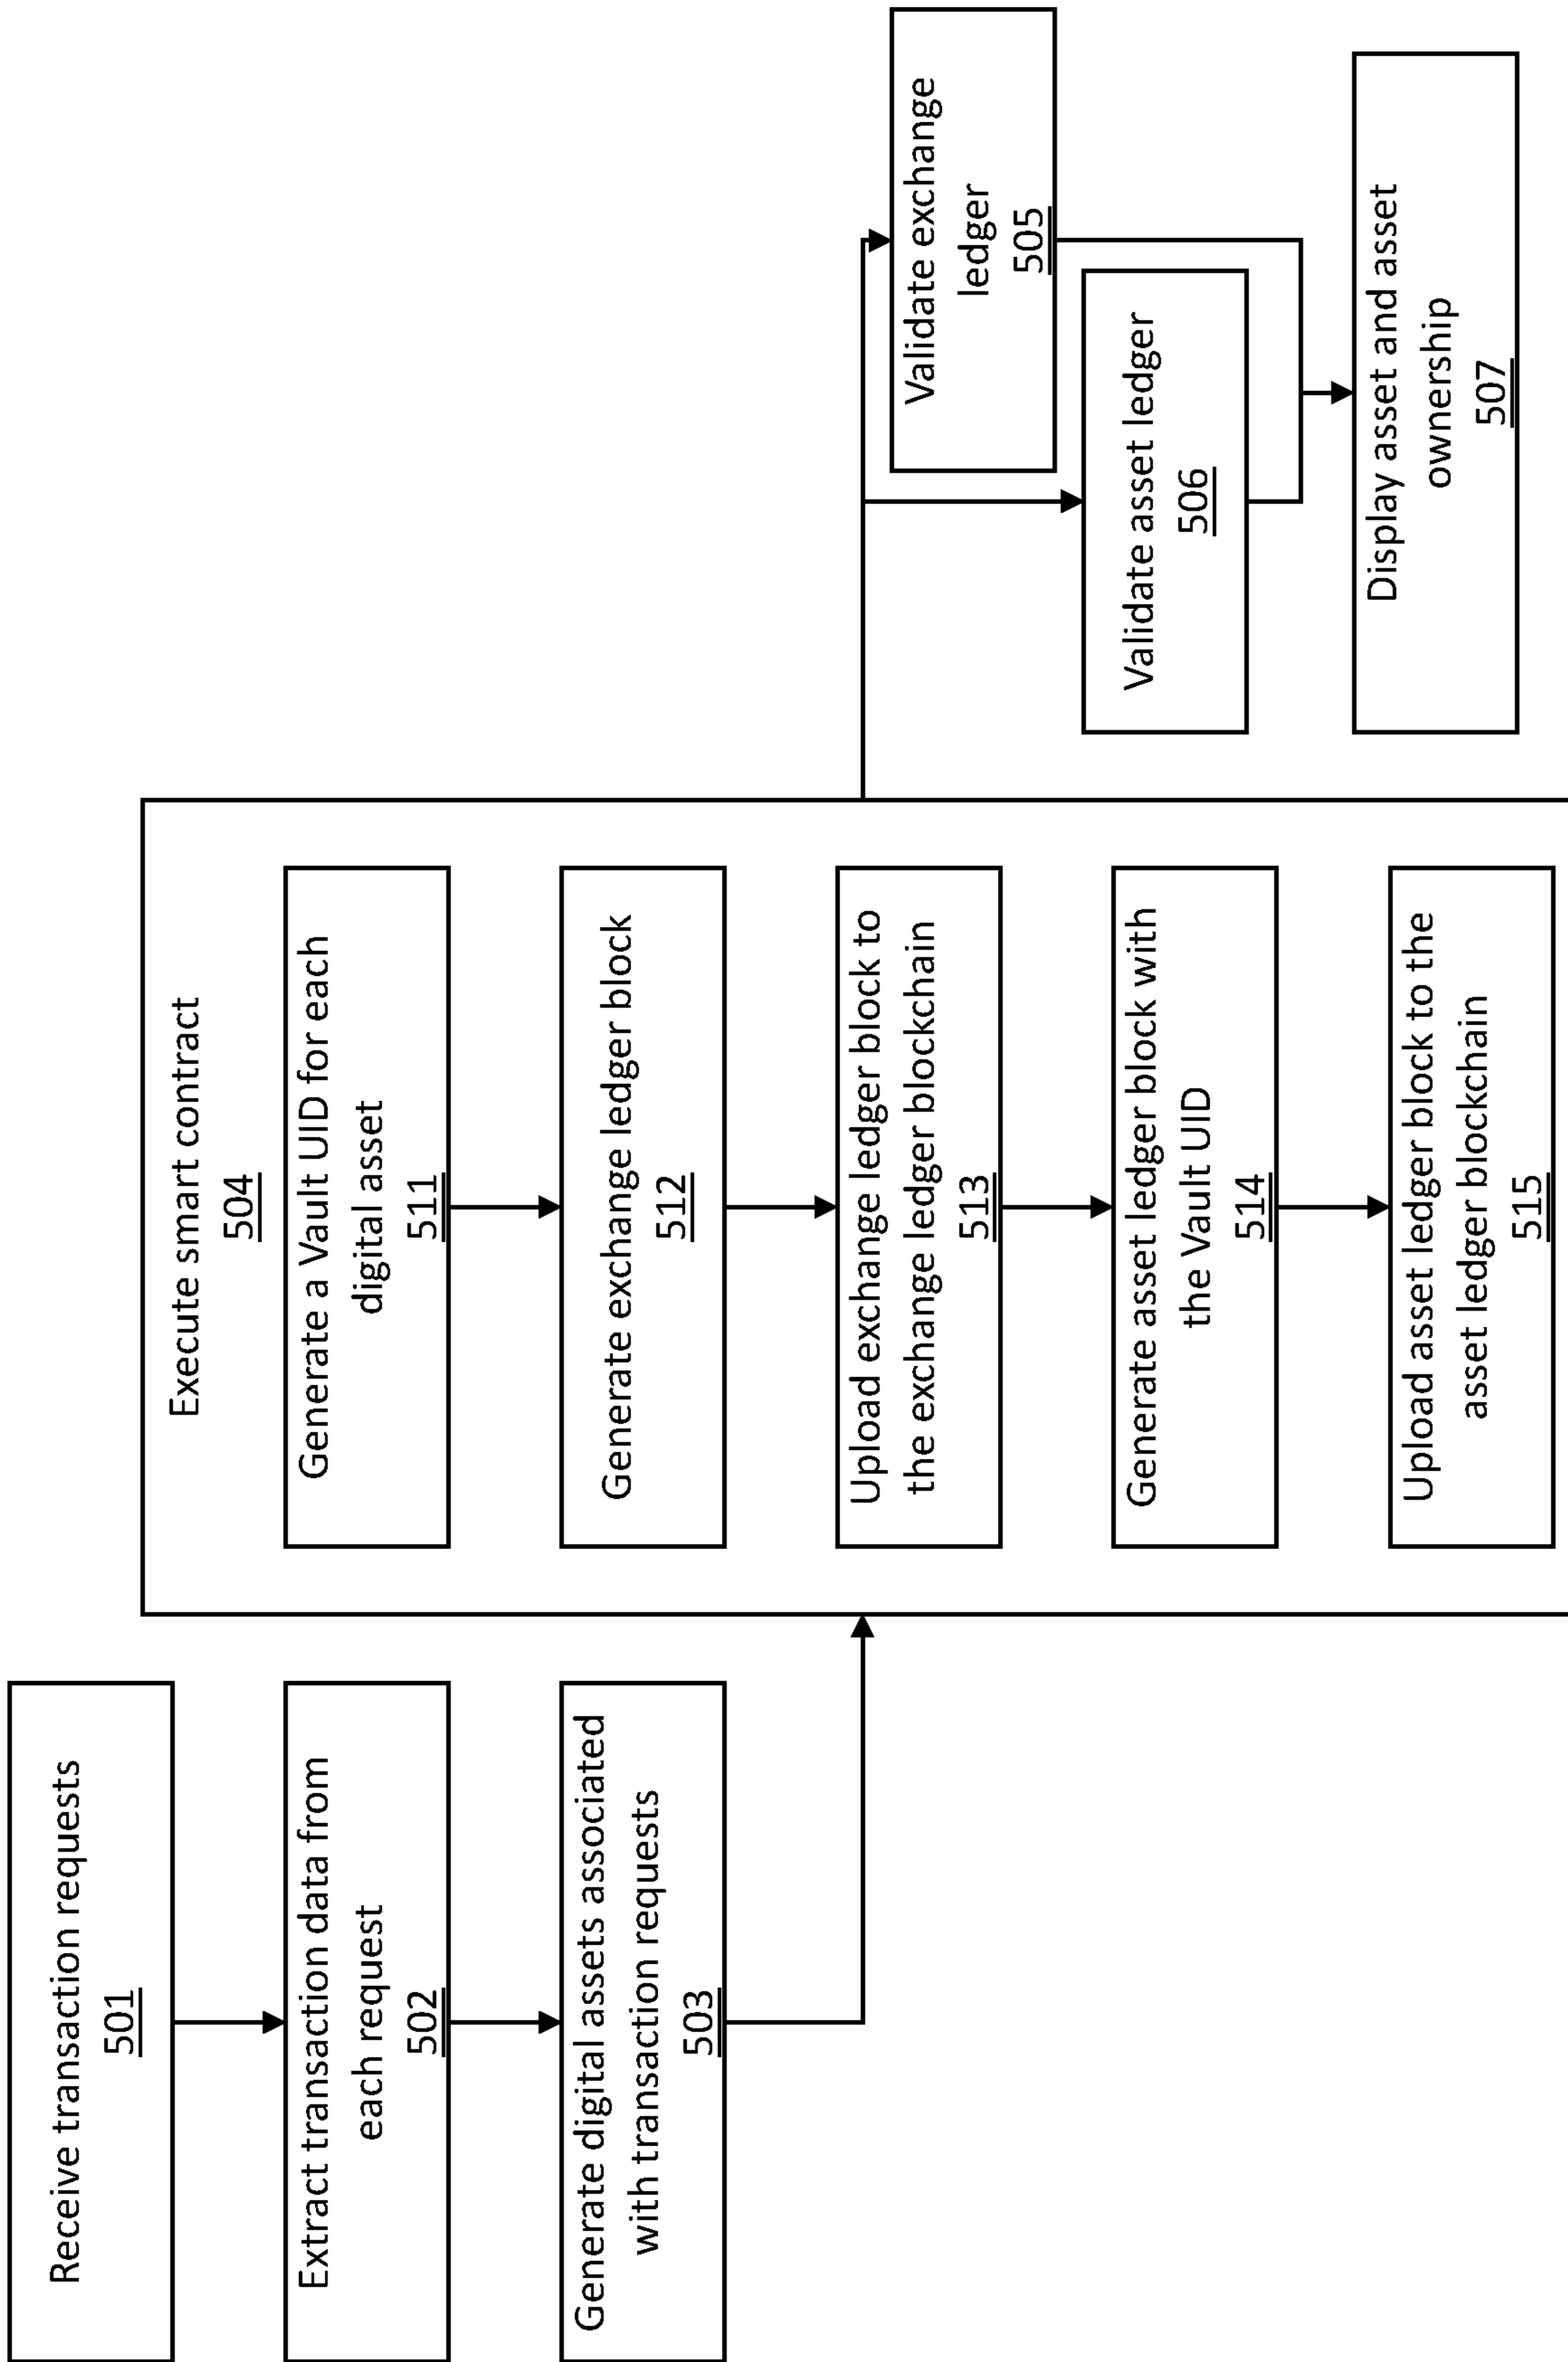 Receive transaction requests
501
Extract transaction data from
each request
502
Generate digital assets associated
with transaction requests
503
Execute smart contract
504
Generate a Vault UID for each
digital asset
511
Generate exchange ledger block
512
Upload exchange ledger block to
the exchange ledger blockchain
513
Generate asset ledger block with
the Vault UID
514
Upload asset ledger block to the
asset ledger blockchain
515
Validate exchange
ledger
505
Validate asset ledger
506
Display asset and asset
ownership
507